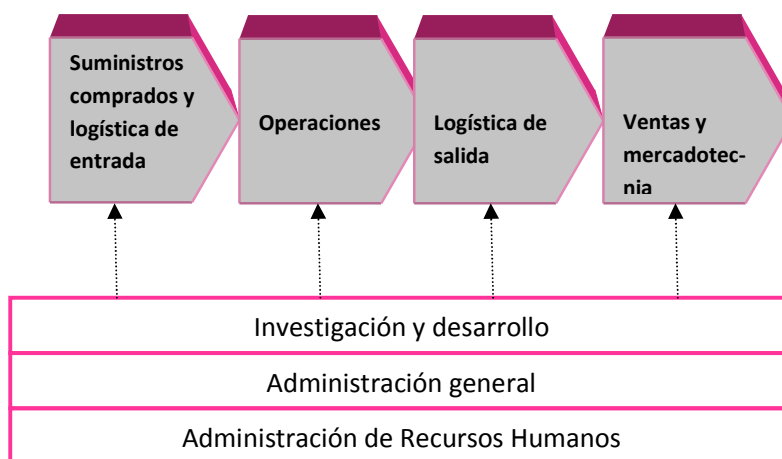 Suministros
comprados y
logística de
entrada
Operaciones
Logística de
salida
Ventas y
mercadotec-
nia
Investigación y desarrollo
Administración general
Administración de Recursos Humanos